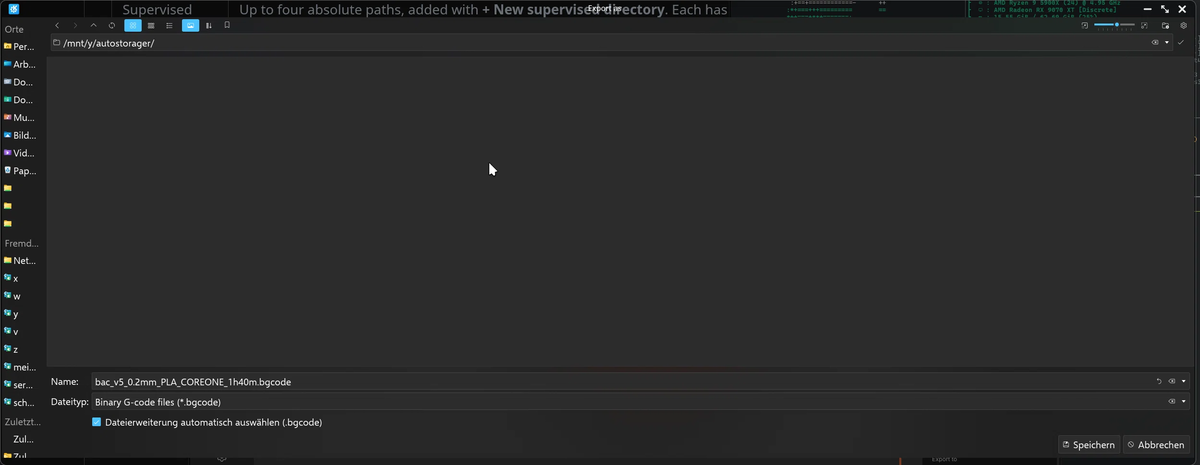 Supervised
Up to four absolute paths, added with + New supervised directory. Each has
Orte
/mnt/y/autostorager/
Per...
Arb...
Do...
Do...
Mu...
Bild...
Vid...
Pap...
Fremd...
Net...
x
w
y
v
z
mei...
ser...
sch...
Zuletzt...
Zul...
Zul
Name:
bac_v5_0.2mm_PLA_COREONE_1h40m.bgcode
Dateityp:
Binary G-code files (*.bgcode)
Dateierweiterung automatisch auswählen (.bgcode)
Speichern
Abbrechen
Export to